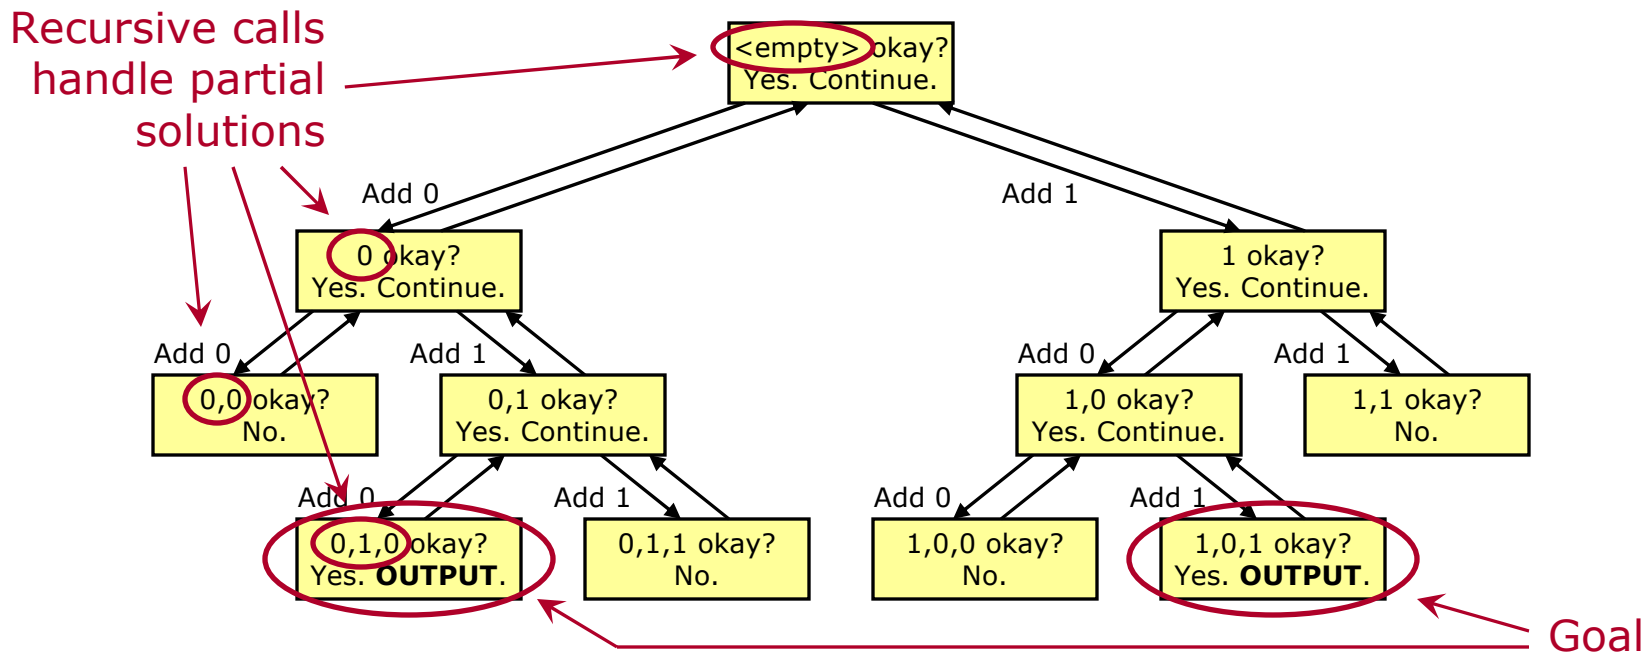 Recursive calls
handle partial
solutions
<empty> okay?
Yes. Continue.
Add 0
Add 1
0 okay?
Yes. Continue.
1 okay?
Yes. Continue.
Add 0
Add 1
Add 0
Add 1
0,0 okay?
No.
0,1 okay?
Yes. Continue.
1,0 okay?
Yes. Continue.
1,1 okay?
No.
Add 0
Add 1
Add 0
Add 1
0,1,0 okay?
Yes. OUTPUT.
0,1,1 okay?
No.
1,0,0 okay?
No.
1,0,1 okay?
Yes. OUTPUT.
Goal